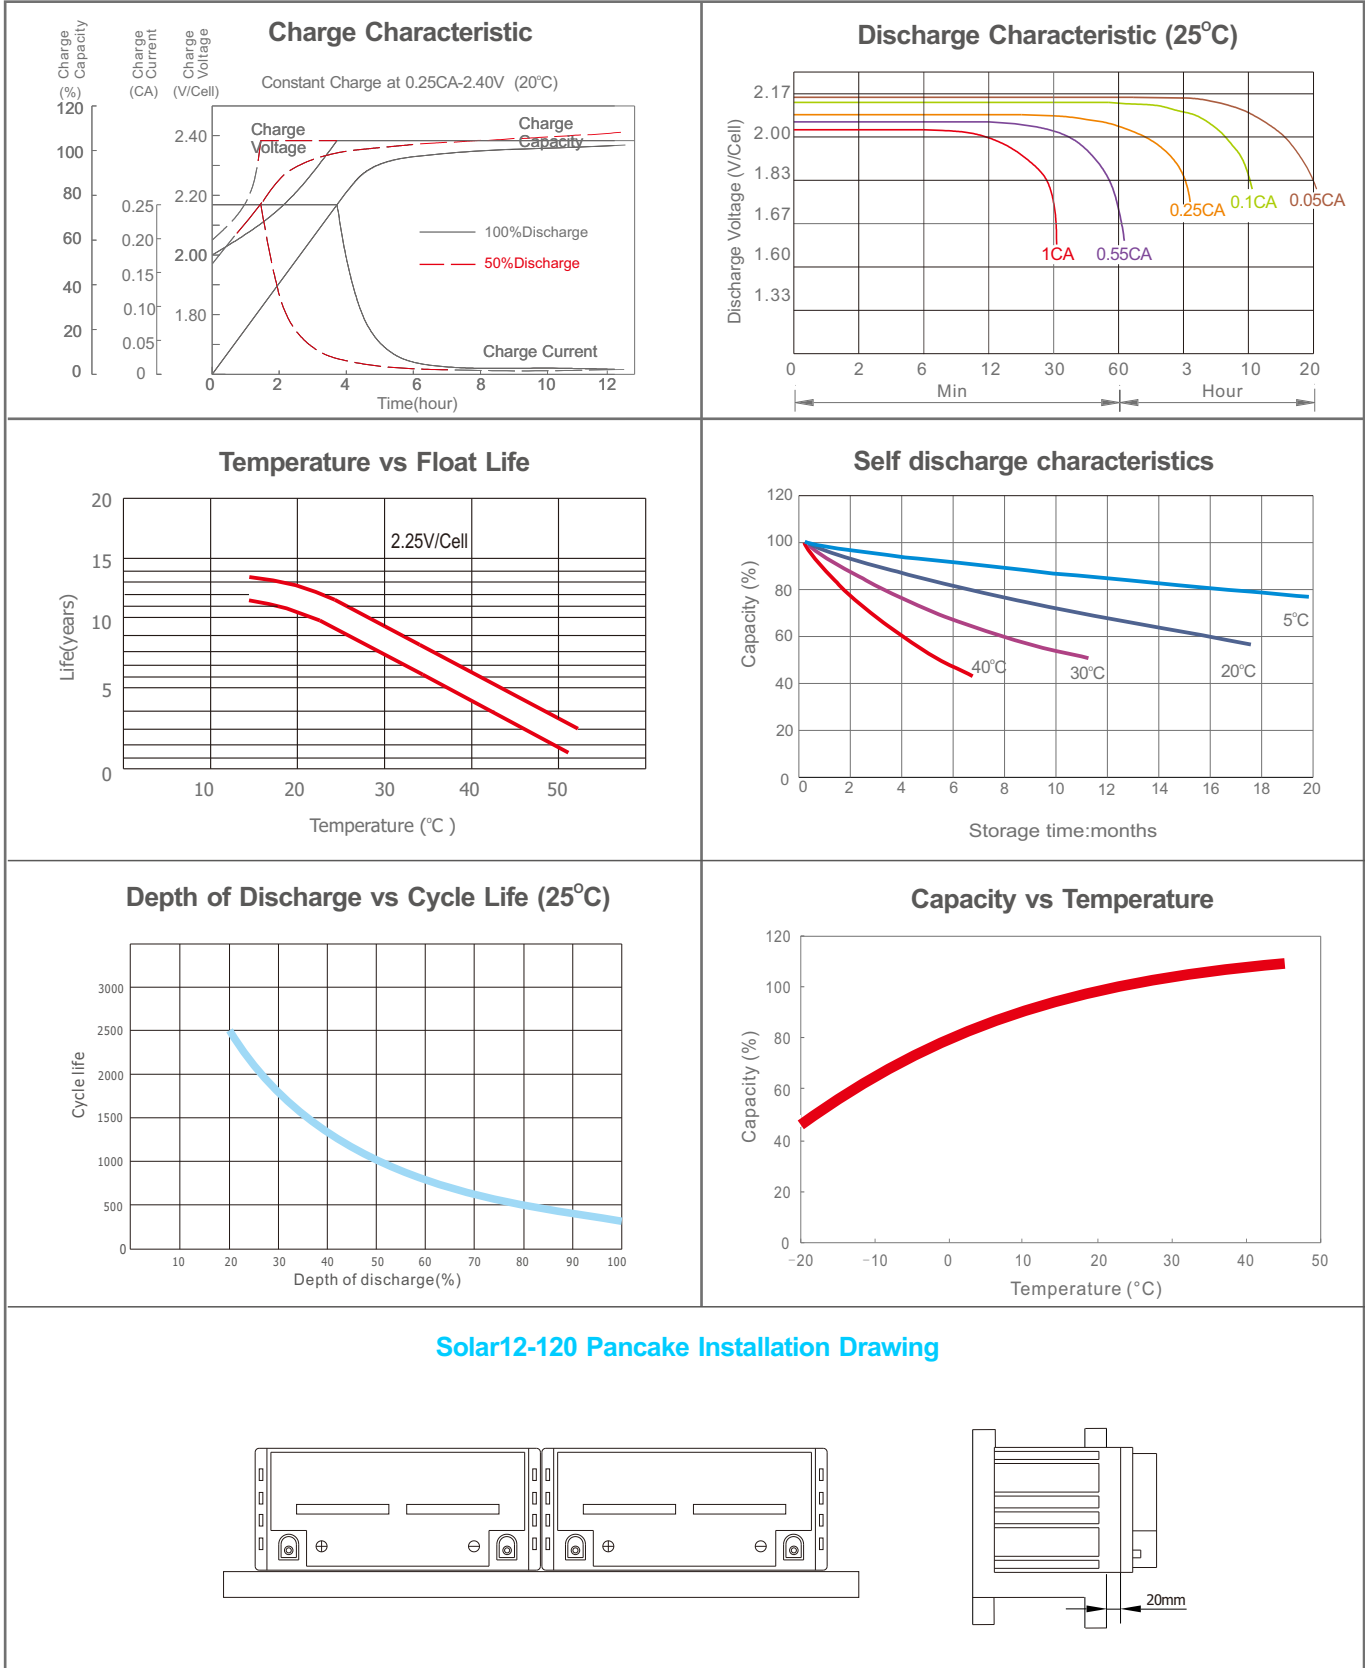 Charge Characteristic
Charge
Capacity
(%)
Charge
Current
(CA)
Charge
Voltage
(V/Cell)
Constant Charge at 0.25CA-2.40V (20°C)
120
100
80
60
40
20
0
0.25
0.20
0.15
0.10
0.05
0
2.40
2.20
2.00
1.80
Charge
Voltage
Charge
Capacity
100%Discharge
50%Discharge
Charge Current
0 2 4 6 8 10 12
Time(hour)
Discharge Characteristic (25°C)
Discharge Voltage (V/Cell)
2.17
2.00
1.83
1.67
1.60
1.33
1CA
0.55CA
0.25CA
0.1CA
0.05CA
0 2 6 12 30 60 3 10 20
Min Hour
Temperature vs Float Life
Life(years)
20
15
10
5
0
2.25V/Cell
10 20 30 40 50
Temperature (°C )
Self discharge characteristics
Capacity (%)
120
100
80
60
40
20
0
5°C
20°C
30°C
40°C
0 2 4 6 8 10 12 14 16 18 20
Storage time:months
Depth of Discharge vs Cycle Life (25°C)
Cycle life
3000
2500
2000
1500
1000
500
0
10 20 30 40 50 60 70 80 90 100
Depth of discharge(%)
Capacity vs Temperature
Capacity (%)
120
100
80
60
40
20
0
−20 −10 0 10 20 30 40 50
Temperature (°C)
Solar12-120 Pancake Installation Drawing
20mm